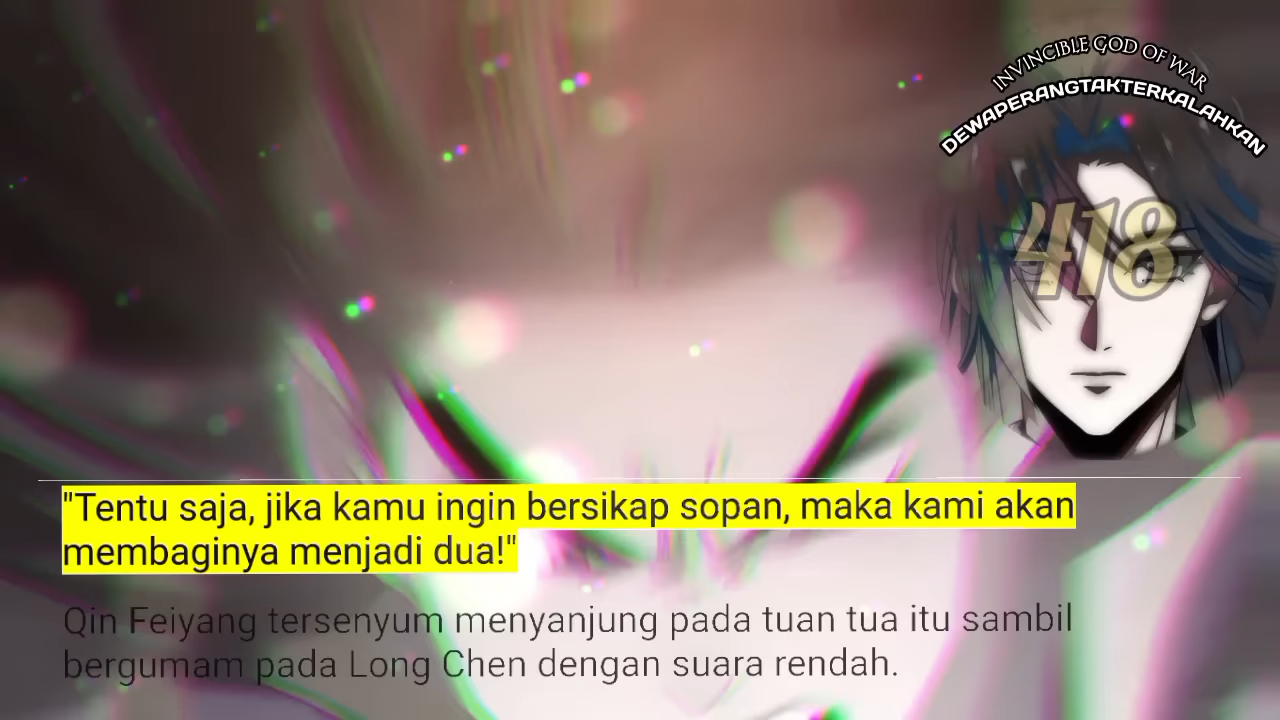 INVINCIBLE GOD OF WAR
DEWAPERANGTAKTERKALAHKAN
418
"Tentu saja, jika kamu ingin bersikap sopan, maka kami akan
membaginya menjadi dua!"
Qin Feiyang tersenyum menyanjung pada tuan tua itu sambil
bergumam pada Long Chen dengan suara rendah.